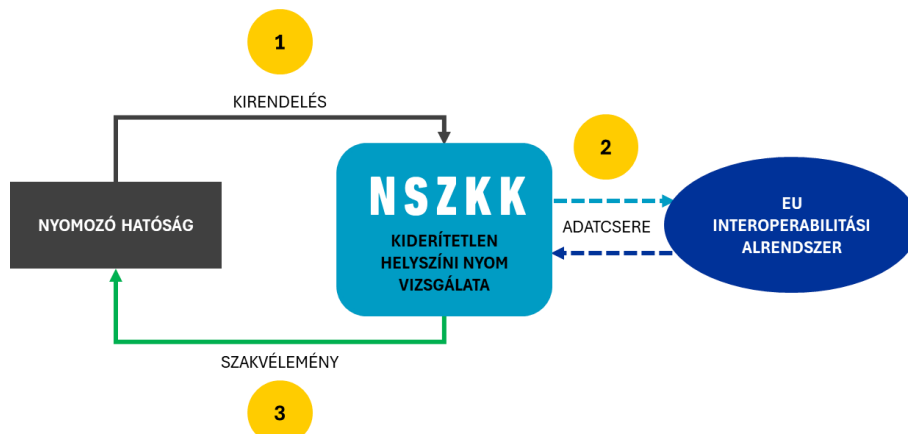 1
KIRENDELÉS
NYOMOZÓ HATÓSÁG
NSZKK
KIDERÍTETLEN
HELYSZÍNI NYOM
VIZSGÁLATA
2
ADATCSERE
EU
INTEROPERABILITÁSI
ALRENDSZER
SZAKVÉLEMÉNY
3